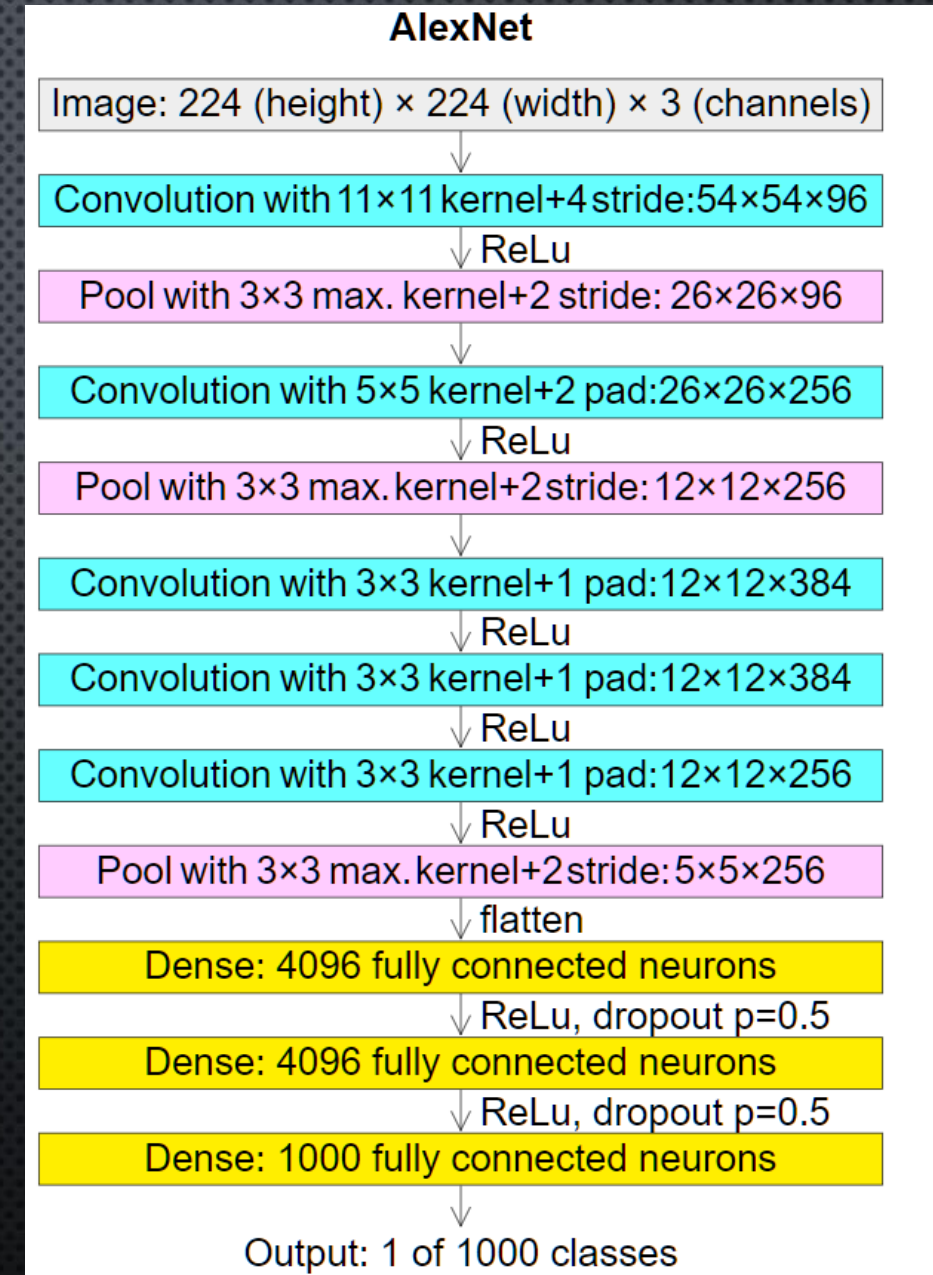 AlexNet
Image: 224 (height) × 224 (width) × 3 (channels)
Convolution with 11×11 kernel+4 stride:54×54×96
ReLu
Pool with 3×3 max. kernel+2 stride: 26×26×96
Convolution with 5×5 kernel+2 pad:26×26×256
ReLu
Pool with 3×3 max. kernel+2 stride: 12×12×256
Convolution with 3×3 kernel+1 pad:12×12×384
ReLu
Convolution with 3×3 kernel+1 pad:12×12×384
ReLu
Convolution with 3×3 kernel+1 pad:12×12×256
ReLu
Pool with 3×3 max. kernel+2 stride: 5×5×256
flatten
Dense: 4096 fully connected neurons
ReLu, dropout p=0.5
Dense: 4096 fully connected neurons
ReLu, dropout p=0.5
Dense: 1000 fully connected neurons
Output: 1 of 1000 classes